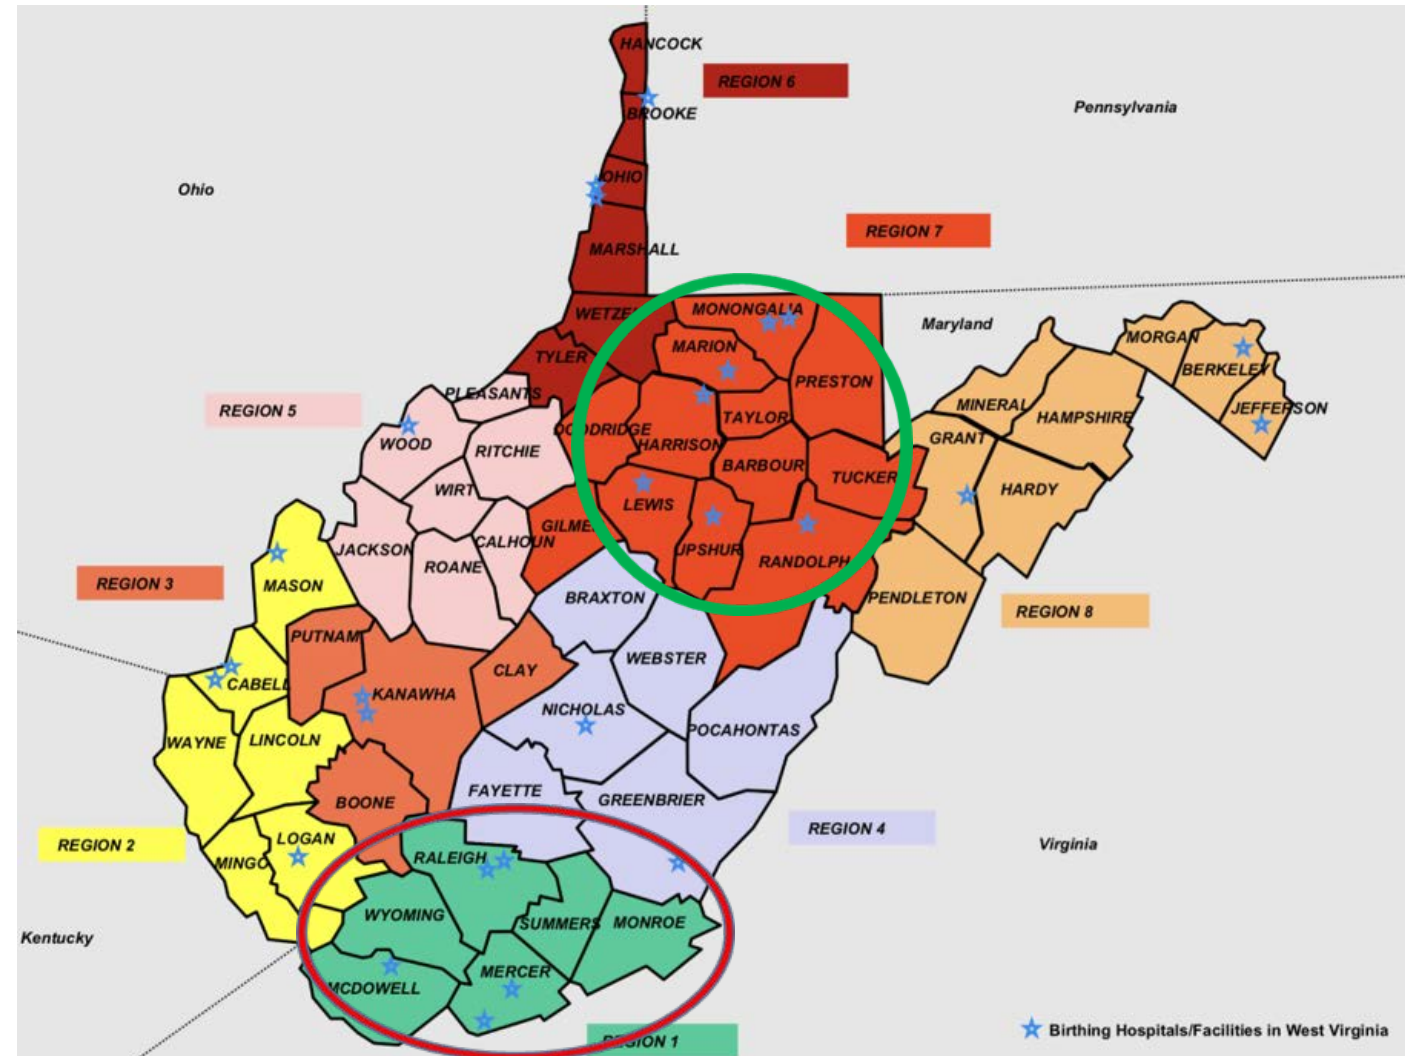 HANCOCK
REGION 6
Pennsylvania
BROOKE
Ohio
OHIO
REGION 7
MARSHALL
WETZEL
MONONGALIA
Maryland
MORGAN
TYLER
MARION
BERKELEY
PRESTON
PLEASANTS
REGION 5
MINERAL
HAMPSHIRE
JEFFERSON
TAYLOR
DODDRIDGE
HARRISON
GRANT
WOOD
RITCHIE
BARBOUR
TUCKER
WIRT
LEWIS
HARDY
GILMER
JACKSON
CALHOUN
UPSHUR
ROANE
RANDOLPH
REGION 3
MASON
BRAXTON
PENDLETON
REGION 8
PUTNAM
WEBSTER
CLAY
CABELL
KANAWHA
NICHOLAS
POCAHONTAS
WAYNE
LINCOLN
FAYETTE
GREENBRIER
BOONE
REGION 4
REGION 2
LOGAN
Virginia
MINGO
RALEIGH
WYOMING
SUMMERS
MONROE
Kentucky
MERCER
MCDOWELL
REGION 1
Birthing Hospitals/Facilities in West Virginia